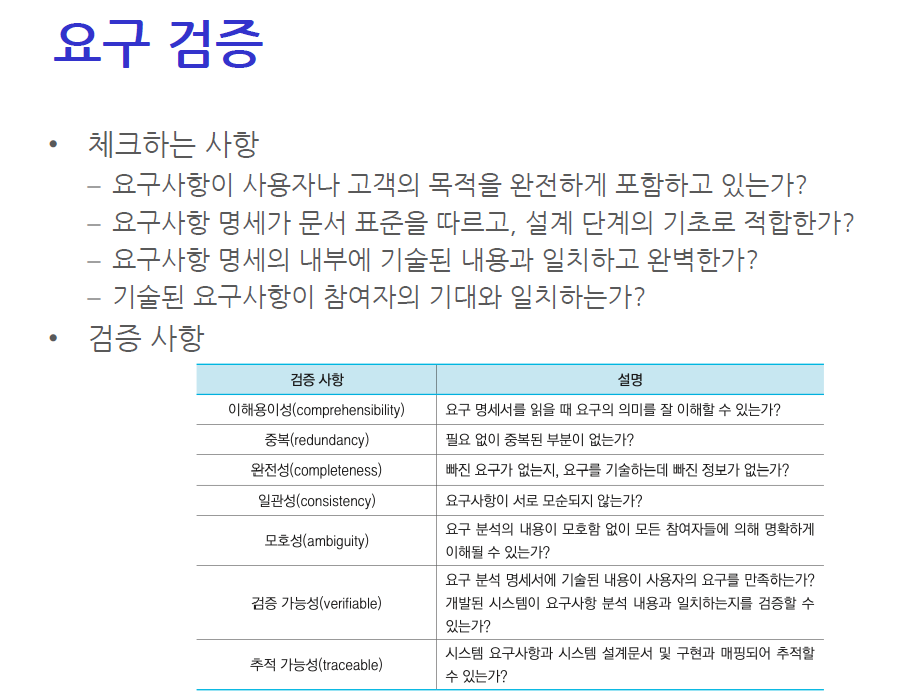 요구 검증
• 체크하는 사항
– 요구사항이 사용자나 고객의 목적을 완전하게 포함하고 있는가?
– 요구사항 명세가 문서 표준을 따르고, 설계 단계의 기초로 적합한가?
– 요구사항 명세의 내부에 기술된 내용과 일치하고 완벽한가?
– 기술된 요구사항이 참여자의 기대와 일치하는가?
• 검증 사항
검증 사항 설명
이해용이성(comprehensibility) 요구 명세서를 읽을 때 요구의 의미를 잘 이해할 수 있는가?
중복(redundancy) 필요 없이 중복된 부분이 없는가?
완전성(completeness) 빠진 요구가 없는지, 요구를 기술하는데 빠진 정보가 없는가?
일관성(consistency) 요구사항이 서로 모순되지 않는가?
모호성(ambiguity) 요구 분석의 내용이 모호함 없이 모든 참여자들에 의해 명확하게
이해될 수 있는가?
검증 가능성(verifiable) 요구 분석 명세서에 기술된 내용이 사용자의 요구를 만족하는가?
개발된 시스템이 요구사항 분석 내용과 일치하는지를 검증할 수
있는가?
추적 가능성(traceable) 시스템 요구사항과 시스템 설계문서 및 구현과 매핑되어 추적할
수 있는가?